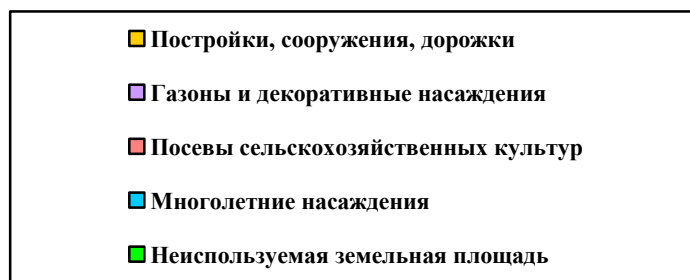 Постройки, сооружения, дорожки
Газоны и декоративные насаждения
Посевы сельскохозяйственных культур
Многолетние насаждения
Неиспользуемая земельная площадь